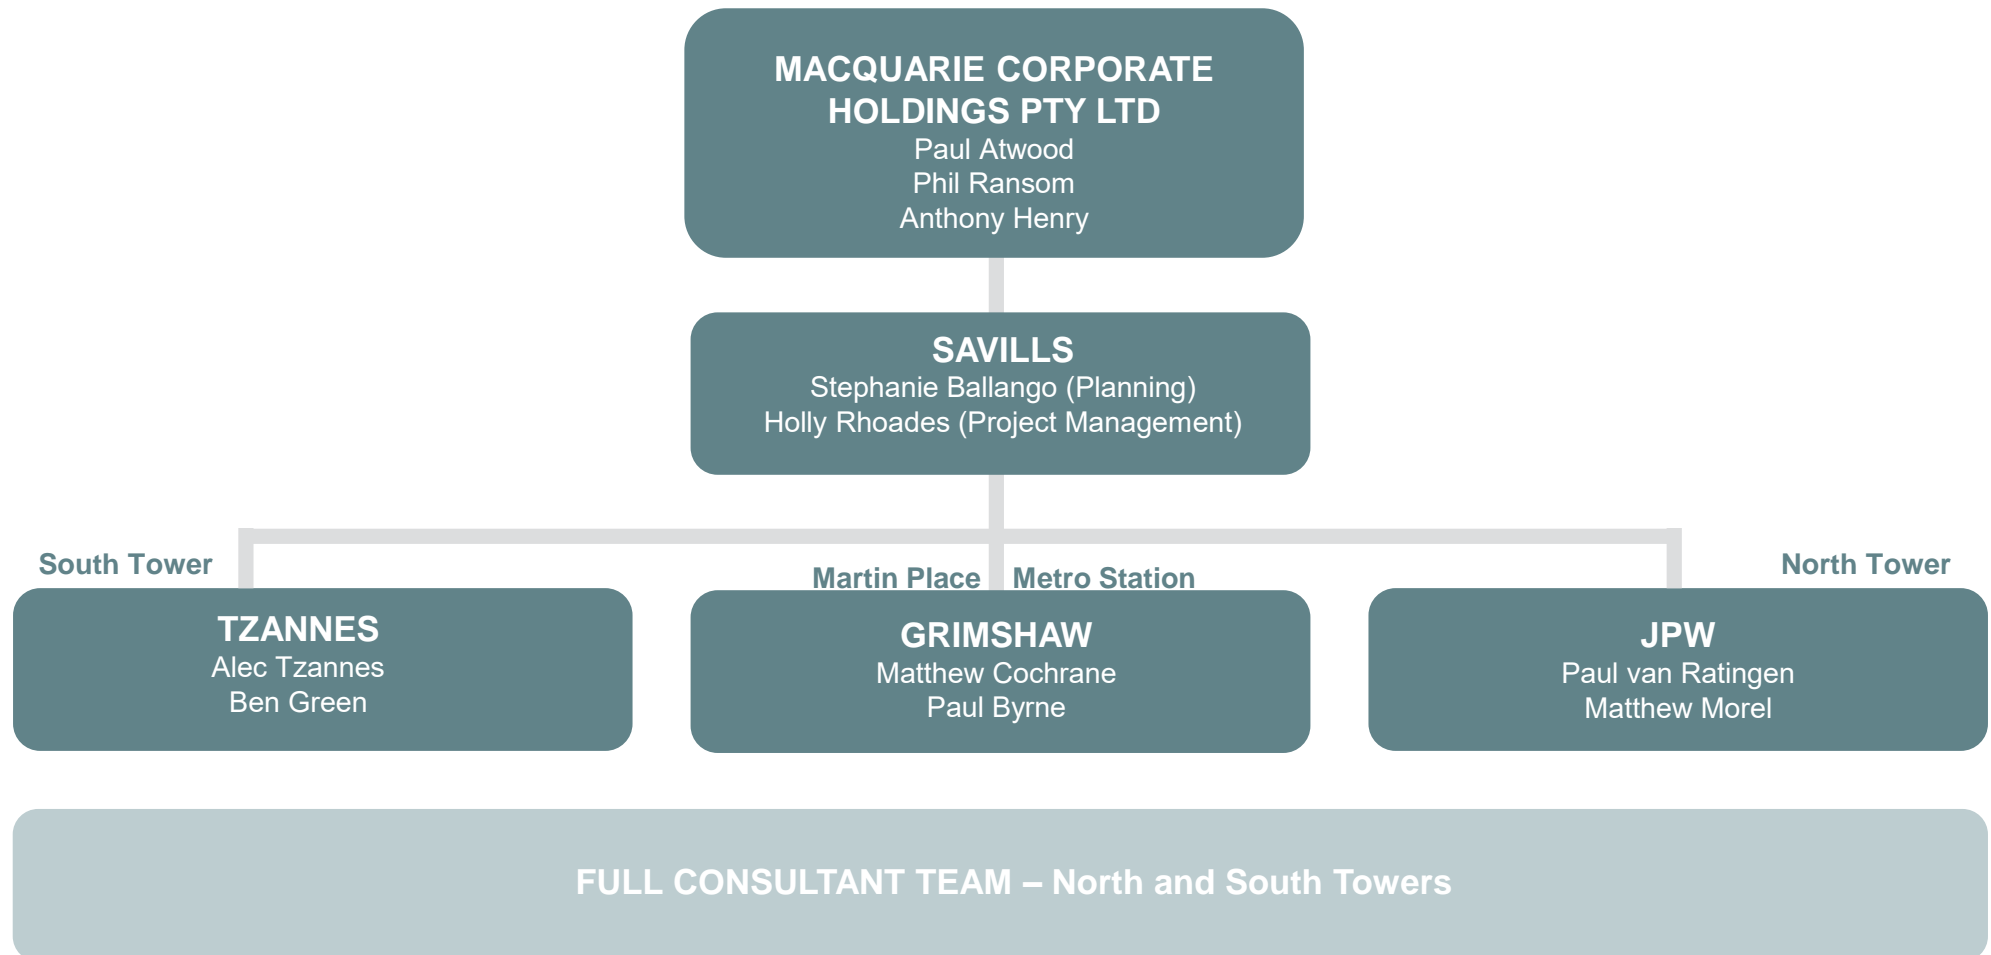 MACQUARIE CORPORATE
HOLDINGS PTY LTD
Paul Atwood
Phil Ransom
Anthony Henry
SAVILLS
Stephanie Ballango (Planning)
Holly Rhoades (Project Management)
South Tower
Martin Place Metro Station
North Tower
TZANNES
Alec Tzannes
Ben Green
GRIMSHAW
Matthew Cochrane
Paul Byrne
JPW
Paul van Ratingen
Matthew Morel
FULL CONSULTANT TEAM – North and South Towers